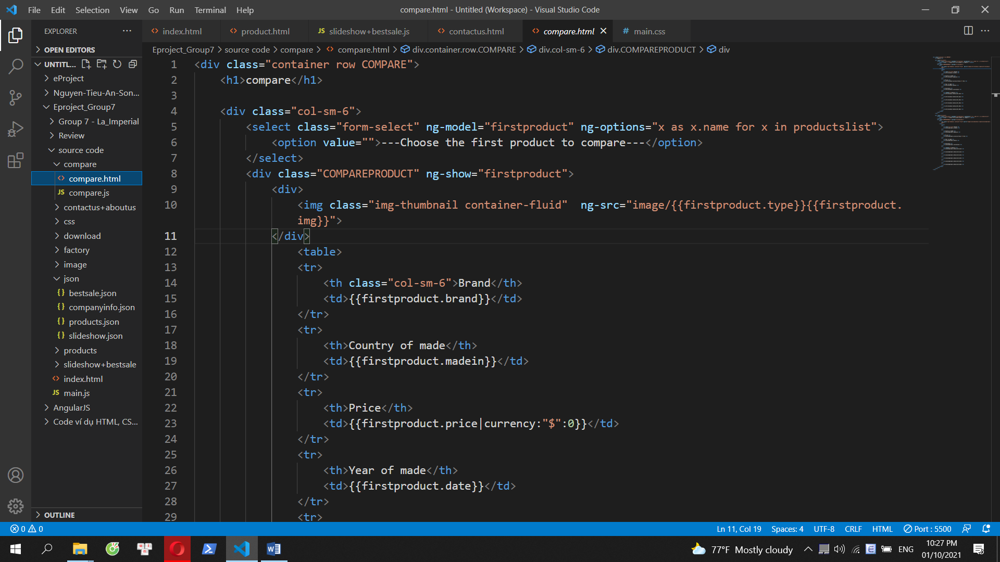 File Edit Selection View Go Run Terminal Help
compare.html - Untitled (Workspace) - Visual Studio Code
EXPLORER ···
index.html product.html JS slideshow+bestsale.js contactus.html compare.html # main.css ···
OPEN EDITORS
Eproject_Group7 > source code > compare > compare.html > div.container.row.COMPARE > div.col-sm-6 > div.COMPAREPRODUCT > div
UNTITL...
eProject
Nguyen-Tieu-An-Son...
Eproject_Group7
Group 7 - La_Imperial
Review
source code
compare
compare.html
JS compare.js
contactus+aboutus
css
download
factory
image
json
{} bestsale.json
{} companyinfo.json
{} products.json
{} slideshow.json
products
slideshow+bestsale
index.html
JS main.js
AngularJS
Code ví dụ HTML, CS...
OUTLINE
1 <div class="container row COMPARE">
2 <h1>compare</h1>
3
4 <div class="col-sm-6">
5 <select class="form-select" ng-model="firstproduct" ng-options="x as x.name for x in productslist">
6 <option value="">---Choose the first product to compare---</option>
7 </select>
8 <div class="COMPAREPRODUCT" ng-show="firstproduct">
9 <div>
10 <img class="img-thumbnail container-fluid"  ng-src="image/{{firstproduct.type}}{{firstproduct.
img}}">
11 </div>
12 <table>
13 <tr>
14 <th class="col-sm-6">Brand</th>
15 <td>{{firstproduct.brand}}</td>
16 </tr>
17 <tr>
18 <th>Country of made</th>
19 <td>{{firstproduct.madein}}</td>
20 </tr>
21 <tr>
22 <th>Price</th>
23 <td>{{firstproduct.price|currency:"$":0}}</td>
24 </tr>
25 <tr>
26 <th>Year of made</th>
27 <td>{{firstproduct.date}}</td>
28 </tr>
29 <tr>
0 0
Ln 11, Col 19 Spaces: 4 UTF-8 CRLF HTML Port : 5500
77°F Mostly cloudy ENG
10:27 PM
01/10/2021